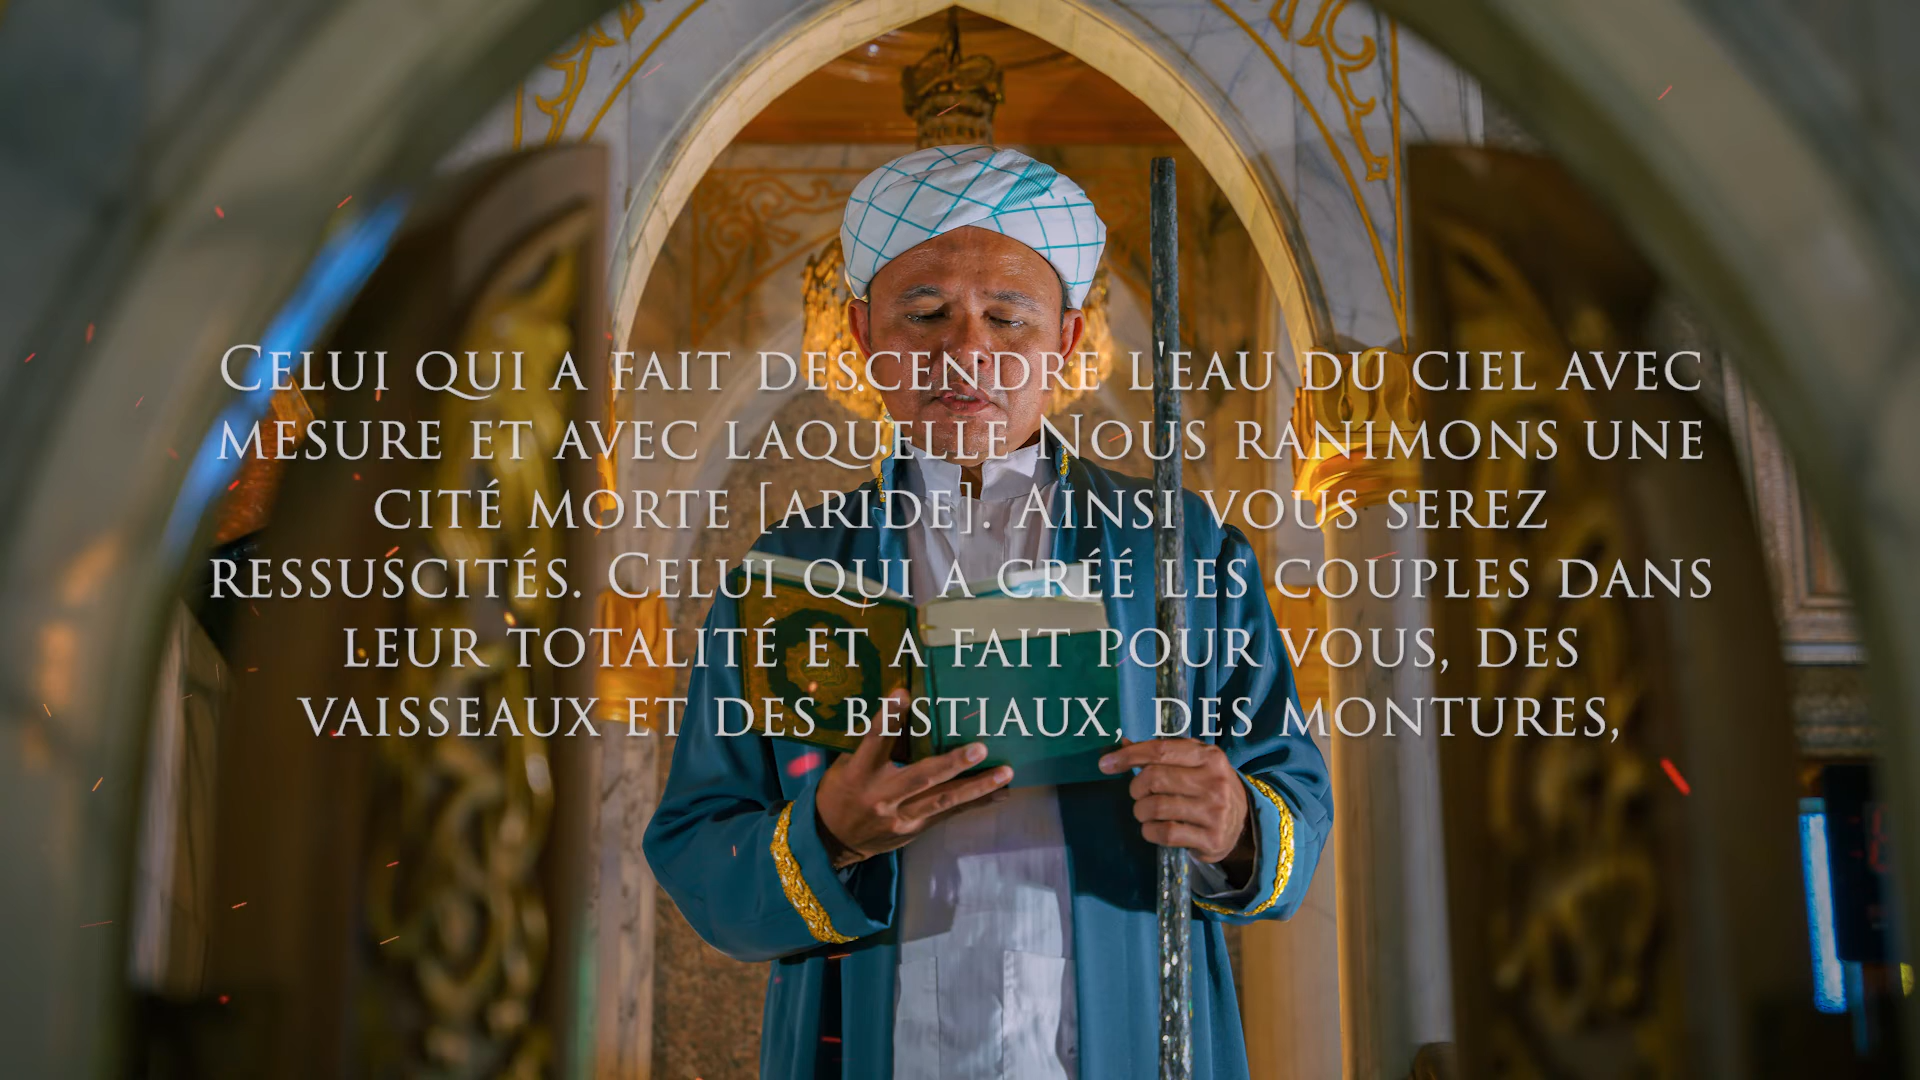 Celui qui a fait descendre l'eau du ciel avec
mesure et avec laquelle Nous ranimons une
cité morte [aride]. Ainsi vous serez
ressuscités. Celui qui a créé les couples dans
leur totalité et a fait pour vous, des
vaisseaux et des bestiaux, des montures,